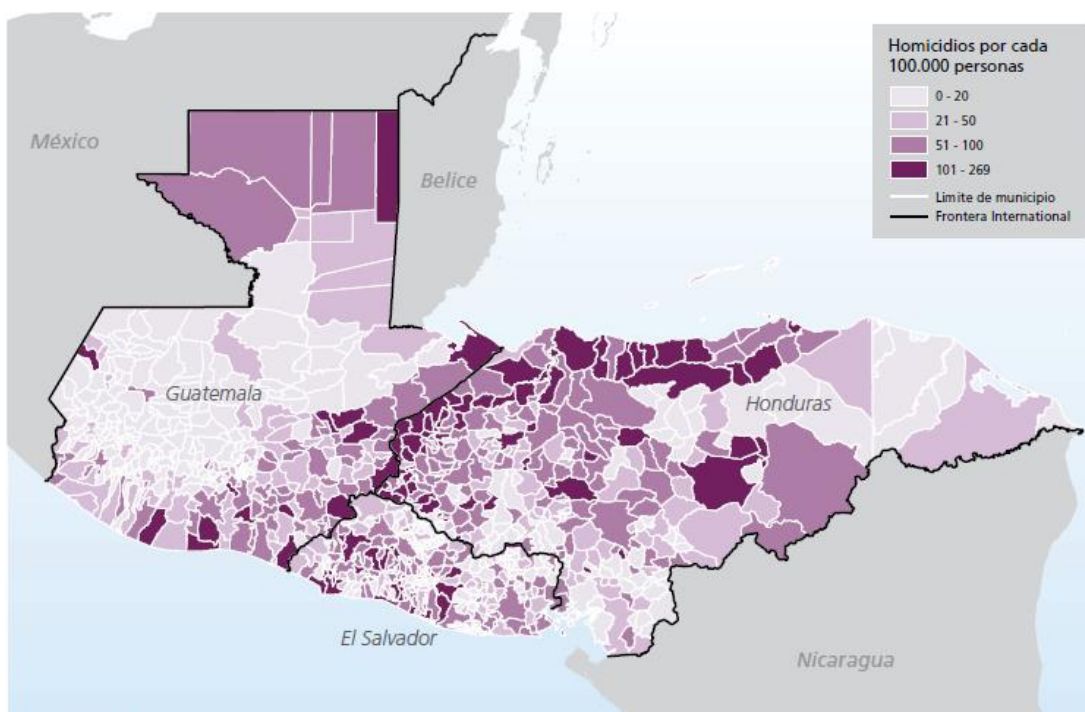 Homicidios por cada
100.000 personas
0 - 20
21 - 50
51 - 100
101 - 269
Limite de municipio
Frontera International
México
Belice
Guatemala
Honduras
El Salvador
Nicaragua